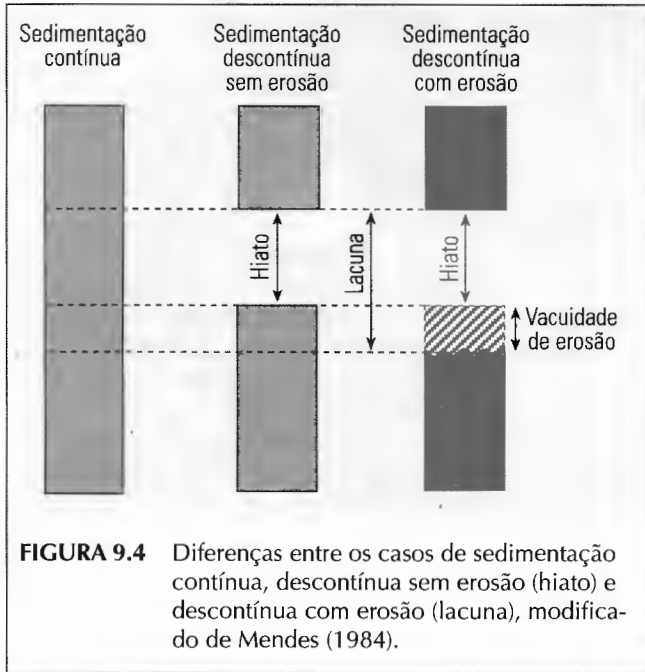 Sedimentação
contínua
Sedimentação
descontínua
sem erosão
Sedimentação
descontínua
com erosão
Hiato
Lacuna
Hiato
Vacuidade
de erosão
FIGURA 9.4 Diferenças entre os casos de sedimentação
contínua, descontínua sem erosão (hiato) e
descontínua com erosão (lacuna), modifica-
do de Mendes (1984).